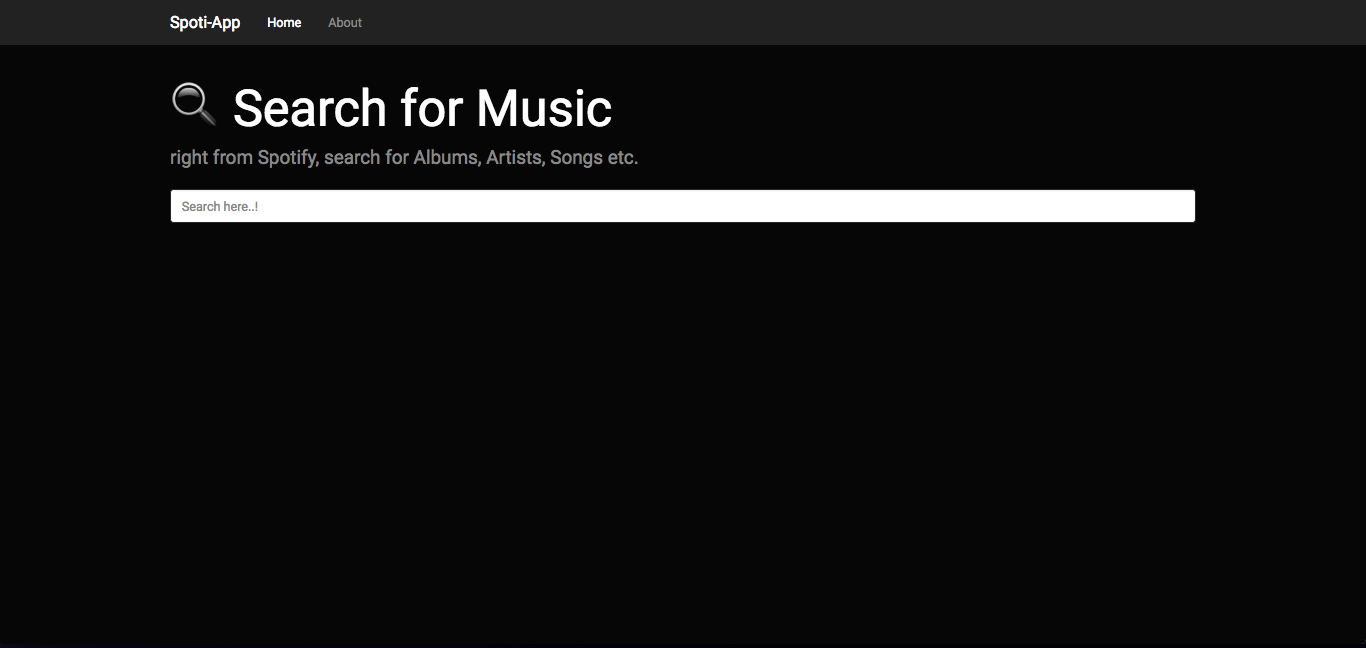 Spoti-App Home About
Search for Music
right from Spotify, search for Albums, Artists, Songs etc.
Search here..!